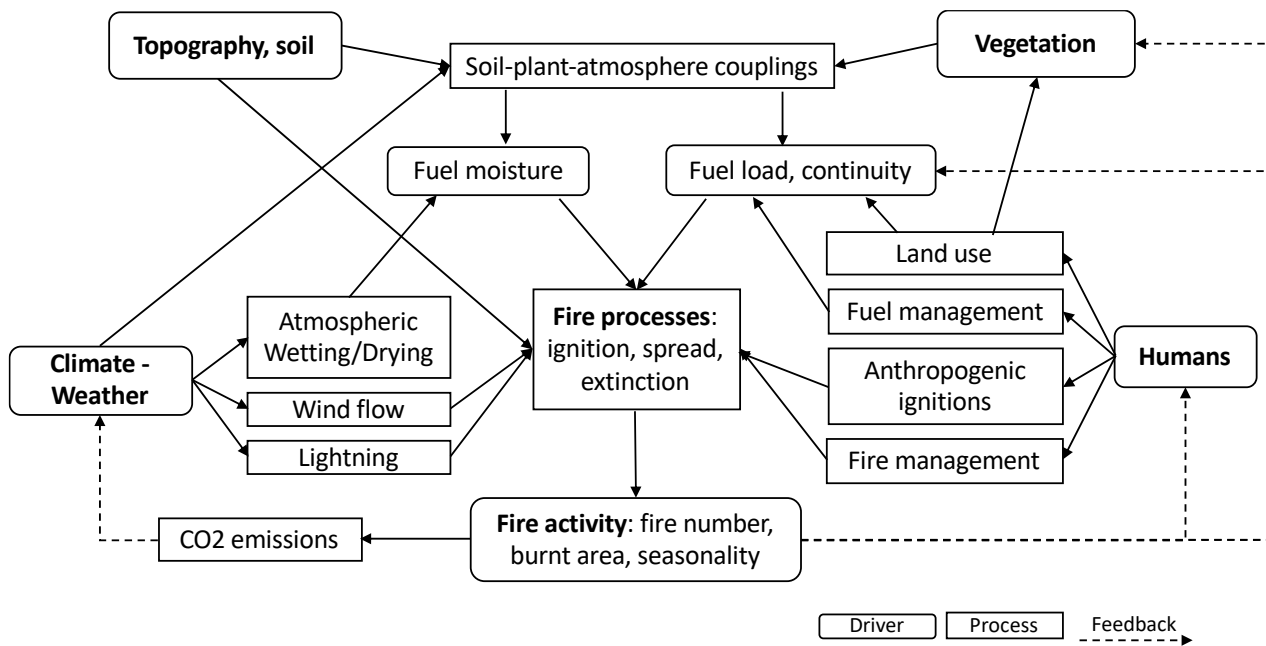 Topography, soil
Soil-plant-atmosphere couplings
Vegetation
Fuel moisture
Fuel load, continuity
Land use
Fuel management
Atmospheric
Wetting/Drying
Fire processes:
ignition, spread,
extinction
Climate -
Weather
Humans
Anthropogenic
ignitions
Wind flow
Lightning
Fire management
Fire activity: fire number,
burnt area, seasonality
CO2 emissions
Driver
Process
Feedback